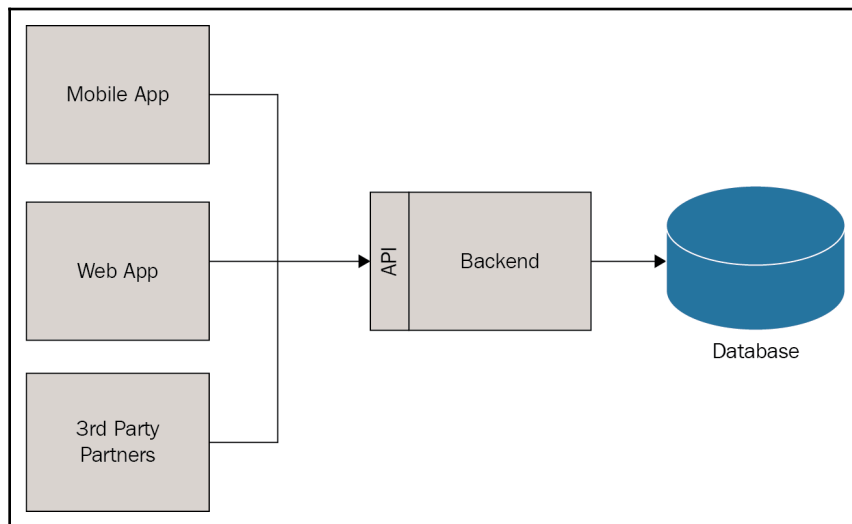 Mobile App
Web App
3rd Party
Partners
API
Backend
Database